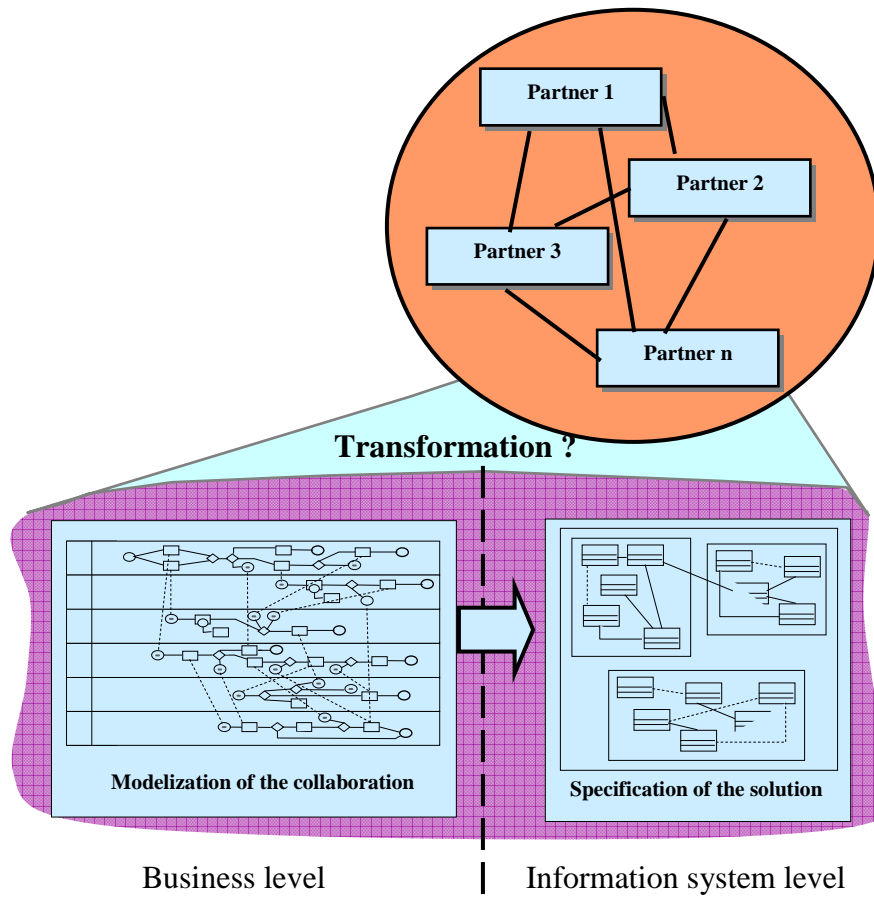 Partner 1
Partner 2
Partner 3
Partner n
Transformation ?
Modelization of the collaboration
Specification of the solution
Business level
Information system level